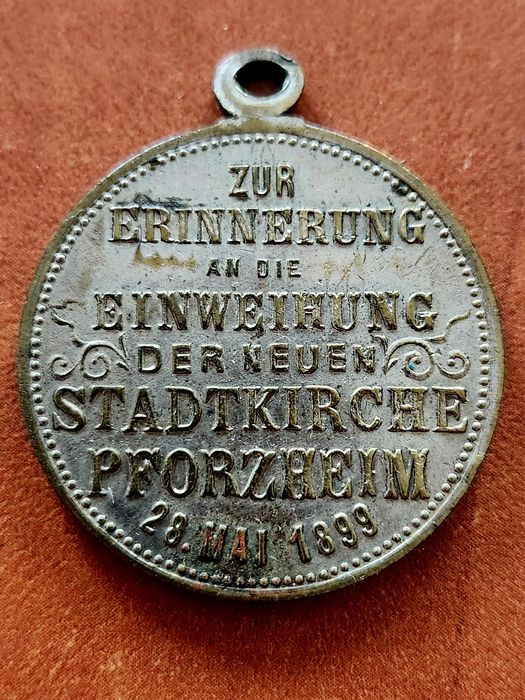 ZUR
ERINNERUNG
AN DIE
EINWEIHUNG
DER NEUEN
STADTKIRCHE
PFORZHEIM
28. MAI 1899